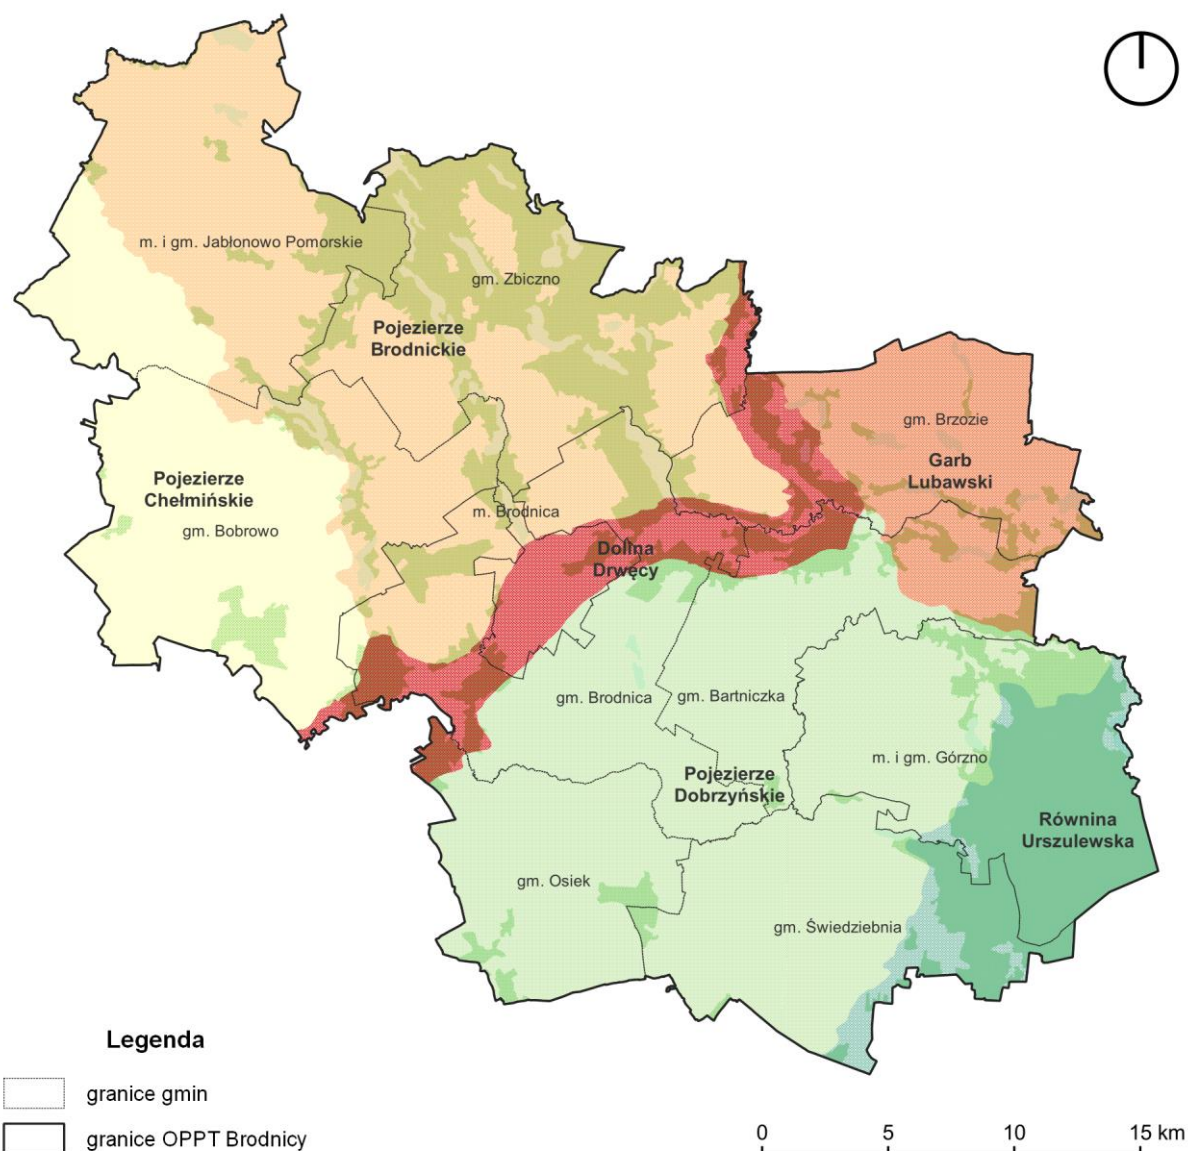 m. i gm. Jabłonowo Pomorskie
gm. Zbiczno
Pojezierze
Brodnickie
gm. Brzozie
Garb
Lubawski
Pojezierze
Chełmińskie
gm. Bobrowo
m. Brodnica
Dolina
Drwęcy
gm. Brodnica
gm. Bartniczka
m. i gm. Górzno
Pojezierze
Dobrzyńskie
Równina
Urszulewska
gm. Osiek
gm. Świedziebnia
Legenda
granice gmin
granice OPPT Brodnicy
0 5 10 15 km